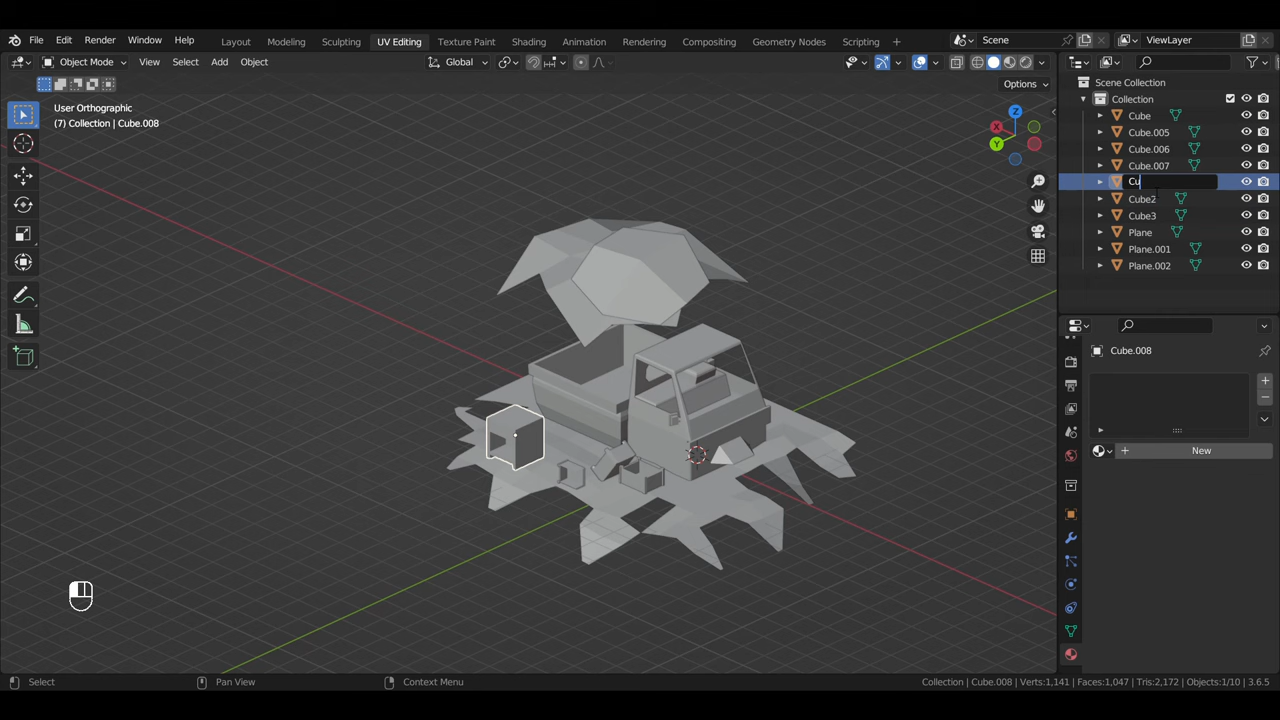 File Edit Render Window Help Layout Modeling Sculpting UV Editing Texture Paint Shading Animation Rendering Compositing Geometry Nodes Scripting + Scene ViewLayer
Object Mode View Select Add Object Global
Options
User Orthographic
(7) Collection | Cube.008
Z
X
Y
Scene Collection
Collection
Cube
Cube.005
Cube.006
Cube.007
Cu
Cube2
Cube3
Plane
Plane.001
Plane.002
Cube.008
New
Select Pan View Context Menu Collection | Cube.008 | Verts:1,141 | Faces:1,047 | Tris:2,172 | Objects:1/10 | 3.6.5